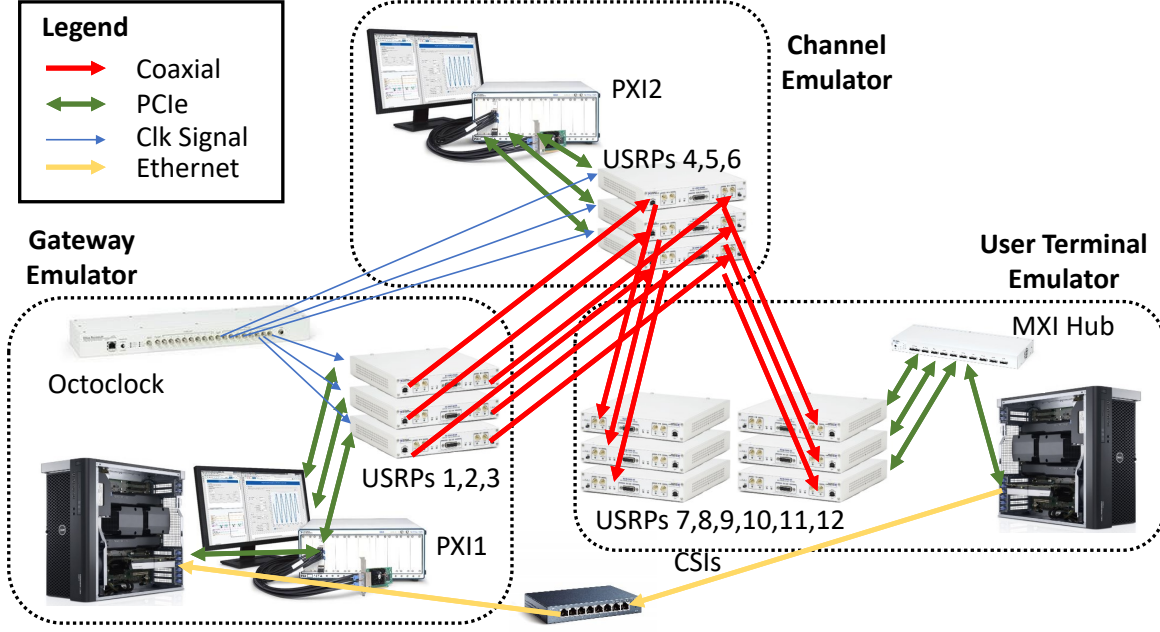 Legend
Coaxial
PCIe
Clk Signal
Ethernet
Channel
Emulator
PXI2
USRPs 4,5,6
Gateway
Emulator
User Terminal
Emulator
MXI Hub
Octoclock
USRPs 1,2,3
PXI1
USRPs 7,8,9,10,11,12
CSIs